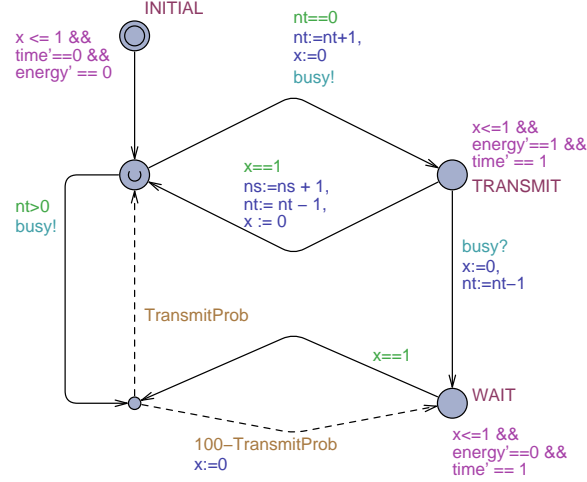 INITIAL
x <= 1 &&
time'==0 &&
energy' == 0
nt==0
nt:=nt+1,
x:=0
busy!
x<=1 &&
energy'==1 &&
time' == 1
TRANSMIT
x==1
ns:=ns + 1,
nt:= nt − 1,
x := 0
nt>0
busy!
busy?
x:=0,
nt:=nt−1
TransmitProb
x==1
WAIT
100−TransmitProb
x:=0
x<=1 &&
energy'==0 &&
time' == 1